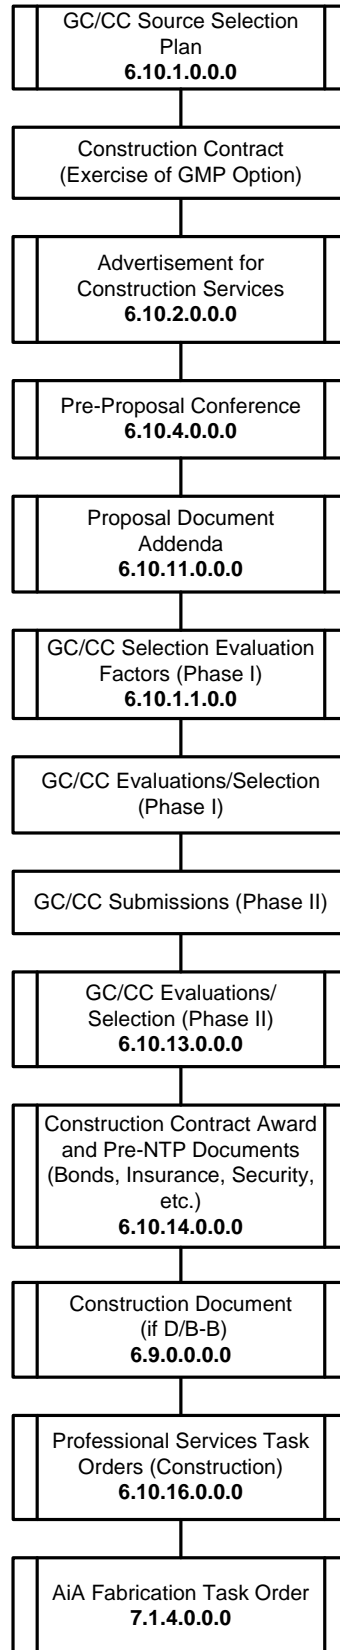 GC/CC Source Selection
Plan
6.10.1.0.0.0
Construction Contract
(Exercise of GMP Option)
Advertisement for
Construction Services
6.10.2.0.0.0
Pre-Proposal Conference
6.10.4.0.0.0
Proposal Document
Addenda
6.10.11.0.0.0
GC/CC Selection Evaluation
Factors (Phase I)
6.10.1.1.0.0
GC/CC Evaluations/Selection
(Phase I)
GC/CC Submissions (Phase II)
GC/CC Evaluations/
Selection (Phase II)
6.10.13.0.0.0
Construction Contract Award
and Pre-NTP Documents
(Bonds, Insurance, Security,
etc.)
6.10.14.0.0.0
Construction Document
(if D/B-B)
6.9.0.0.0.0
Professional Services Task
Orders (Construction)
6.10.16.0.0.0
AiA Fabrication Task Order
7.1.4.0.0.0